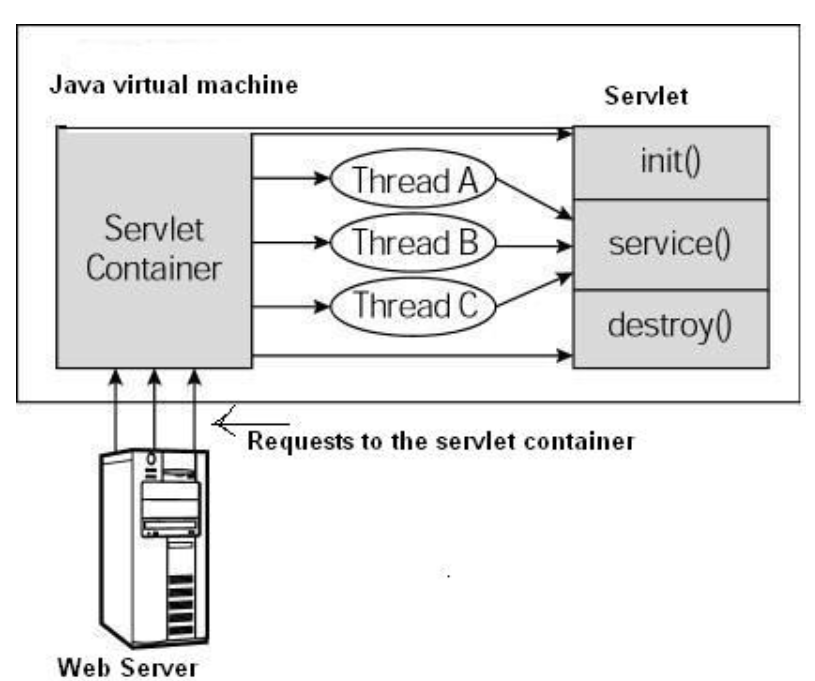 Java virtual machine
Servlet
Servlet
Container
Thread A
Thread B
Thread C
init()
service()
destroy()
Requests to the servlet container
Web Server